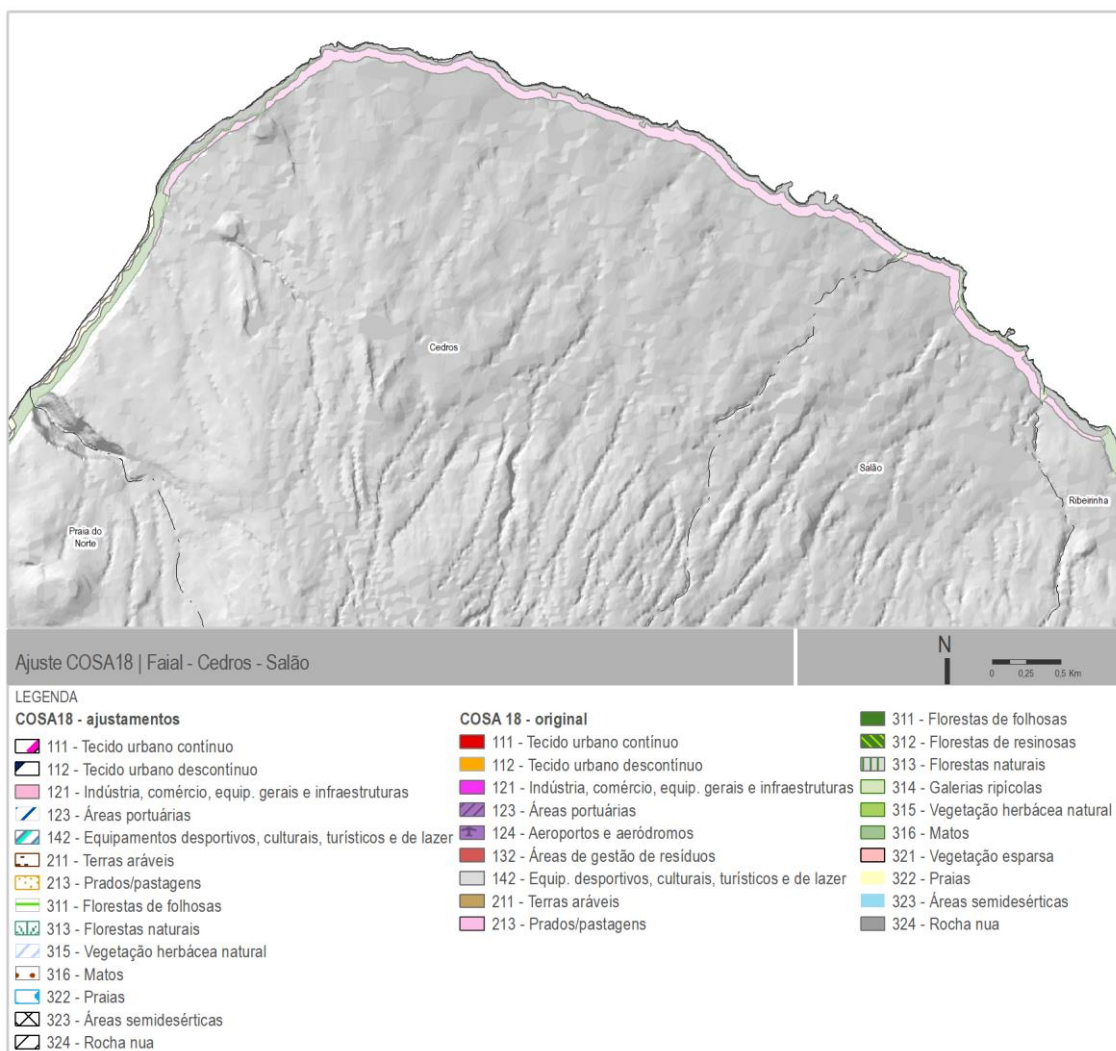 Cedros
Salão
Ribeirinha
Praia do
Norte
Ajuste COSA18 | Faial - Cedros - Salão
N
0 0,25 0,5 Km
LEGENDA
COSA18 - ajustamentos
111 - Tecido urbano contínuo
112 - Tecido urbano descontínuo
121 - Indústria, comércio, equip. gerais e infraestruturas
123 - Áreas portuárias
142 - Equipamentos desportivos, culturais, turísticos e de lazer
211 - Terras aráveis
213 - Prados/pastagens
311 - Florestas de folhosas
313 - Florestas naturais
315 - Vegetação herbácea natural
316 - Matos
322 - Praias
323 - Áreas semidesérticas
324 - Rocha nua
COSA 18 - original
111 - Tecido urbano contínuo
112 - Tecido urbano descontínuo
121 - Indústria, comércio, equip. gerais e infraestruturas
123 - Áreas portuárias
124 - Aeroportos e aeródromos
132 - Áreas de gestão de resíduos
142 - Equip. desportivos, culturais, turísticos e de lazer
211 - Terras aráveis
213 - Prados/pastagens
311 - Florestas de folhosas
312 - Florestas de resinosas
313 - Florestas naturais
314 - Galerias ripícolas
315 - Vegetação herbácea natural
316 - Matos
321 - Vegetação esparsa
322 - Praias
323 - Áreas semidesérticas
324 - Rocha nua